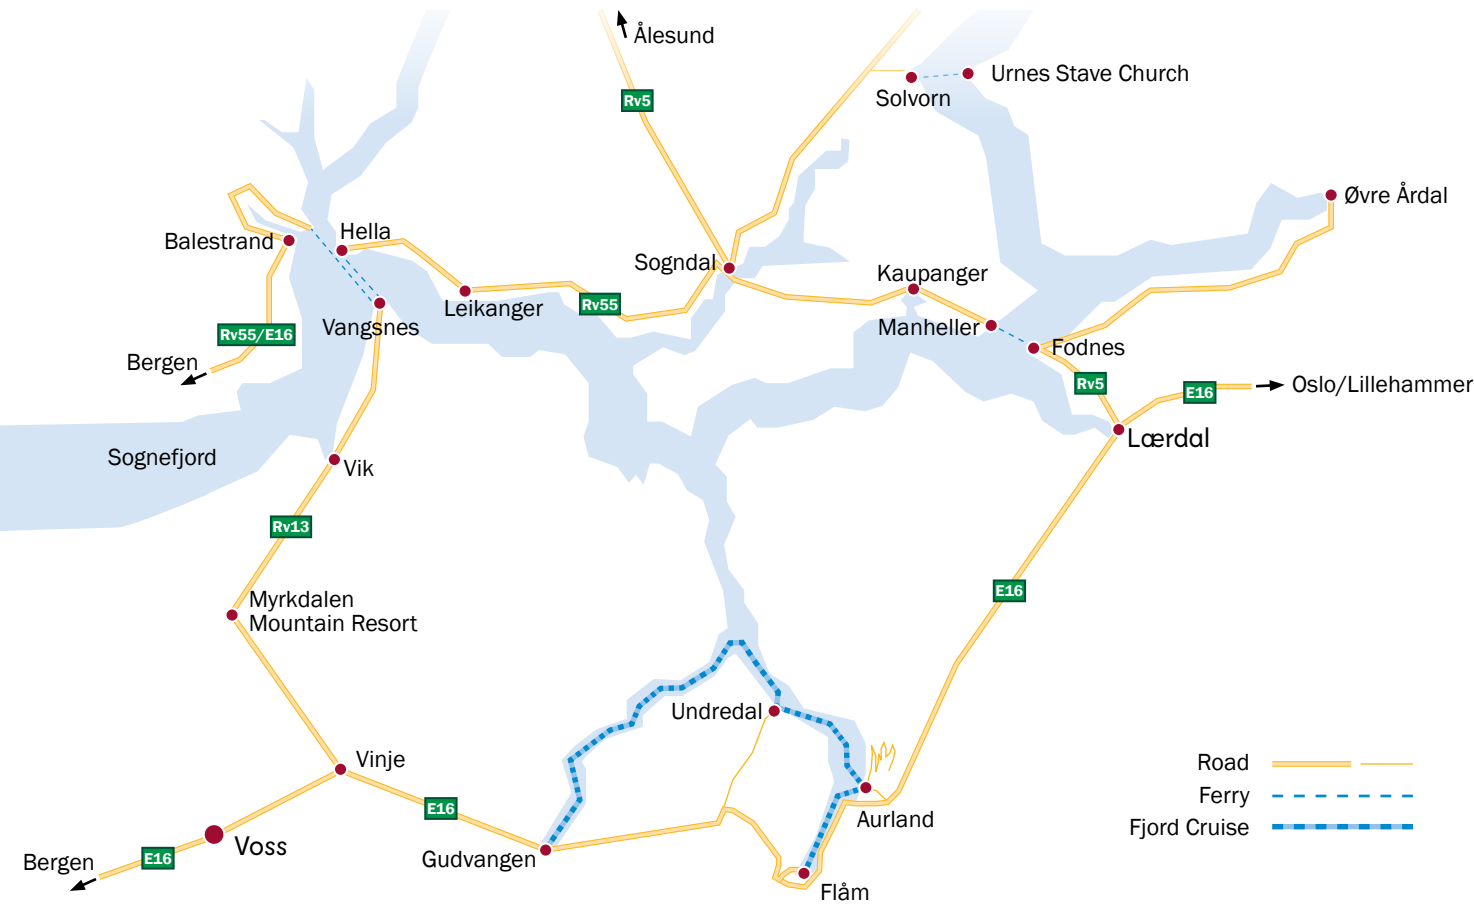 Ålesund
Urnes Stave Church
Rv5
Solvorn
Øvre Årdal
Hella
Balestrand
Sogndal
Kaupanger
Leikanger
Rv55
Vangsnes
Manheller
Rv55/E16
Fodnes
Bergen
Rv5
E16
Oslo/Lillehammer
Lærdal
Sognefjord
Vik
Rv13
E16
Myrkdalen
Mountain Resort
Undredal
Vinje
Road
Ferry
E16
Aurland
Fjord Cruise
Voss
E16
Gudvangen
Bergen
Flåm